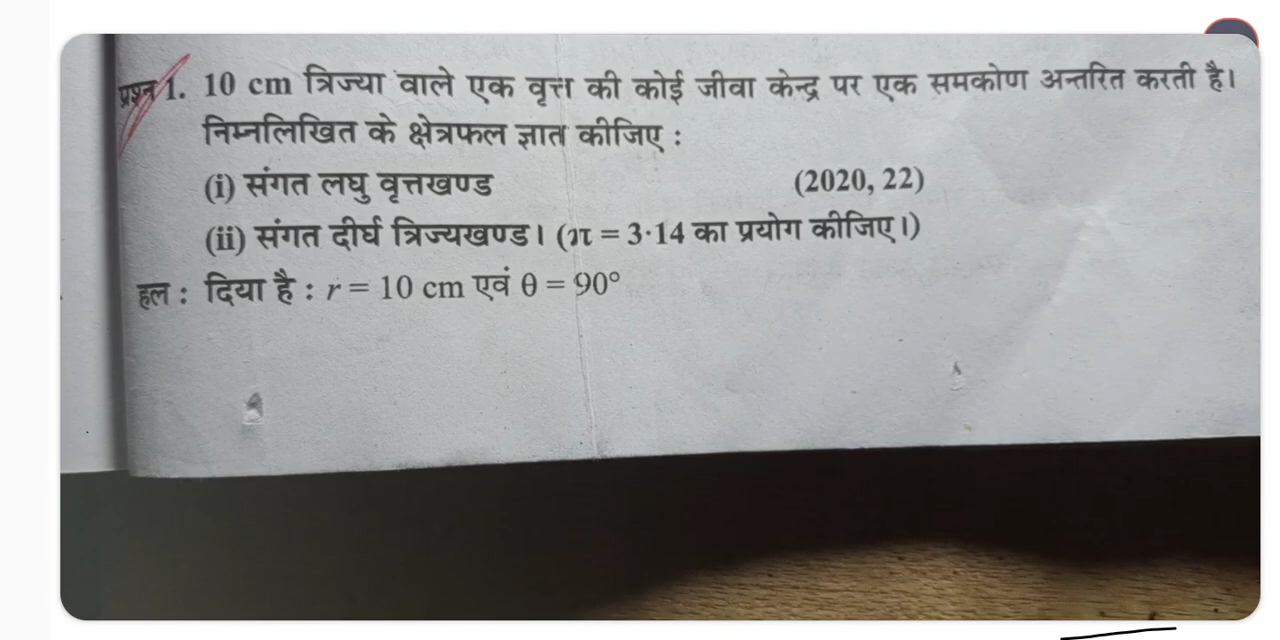 प्रश्न 1. 10 cm त्रिज्या वाले एक वृत्त की कोई जीवा केन्द्र पर एक समकोण अन्तरित करती है।
निम्नलिखित के क्षेत्रफल ज्ञात कीजिए :
(i) संगत लघु वृत्तखण्ड (2020, 22)
(ii) संगत दीर्घ त्रिज्यखण्ड। (π = 3·14 का प्रयोग कीजिए।)
हल : दिया है : r = 10 cm एवं θ = 90°